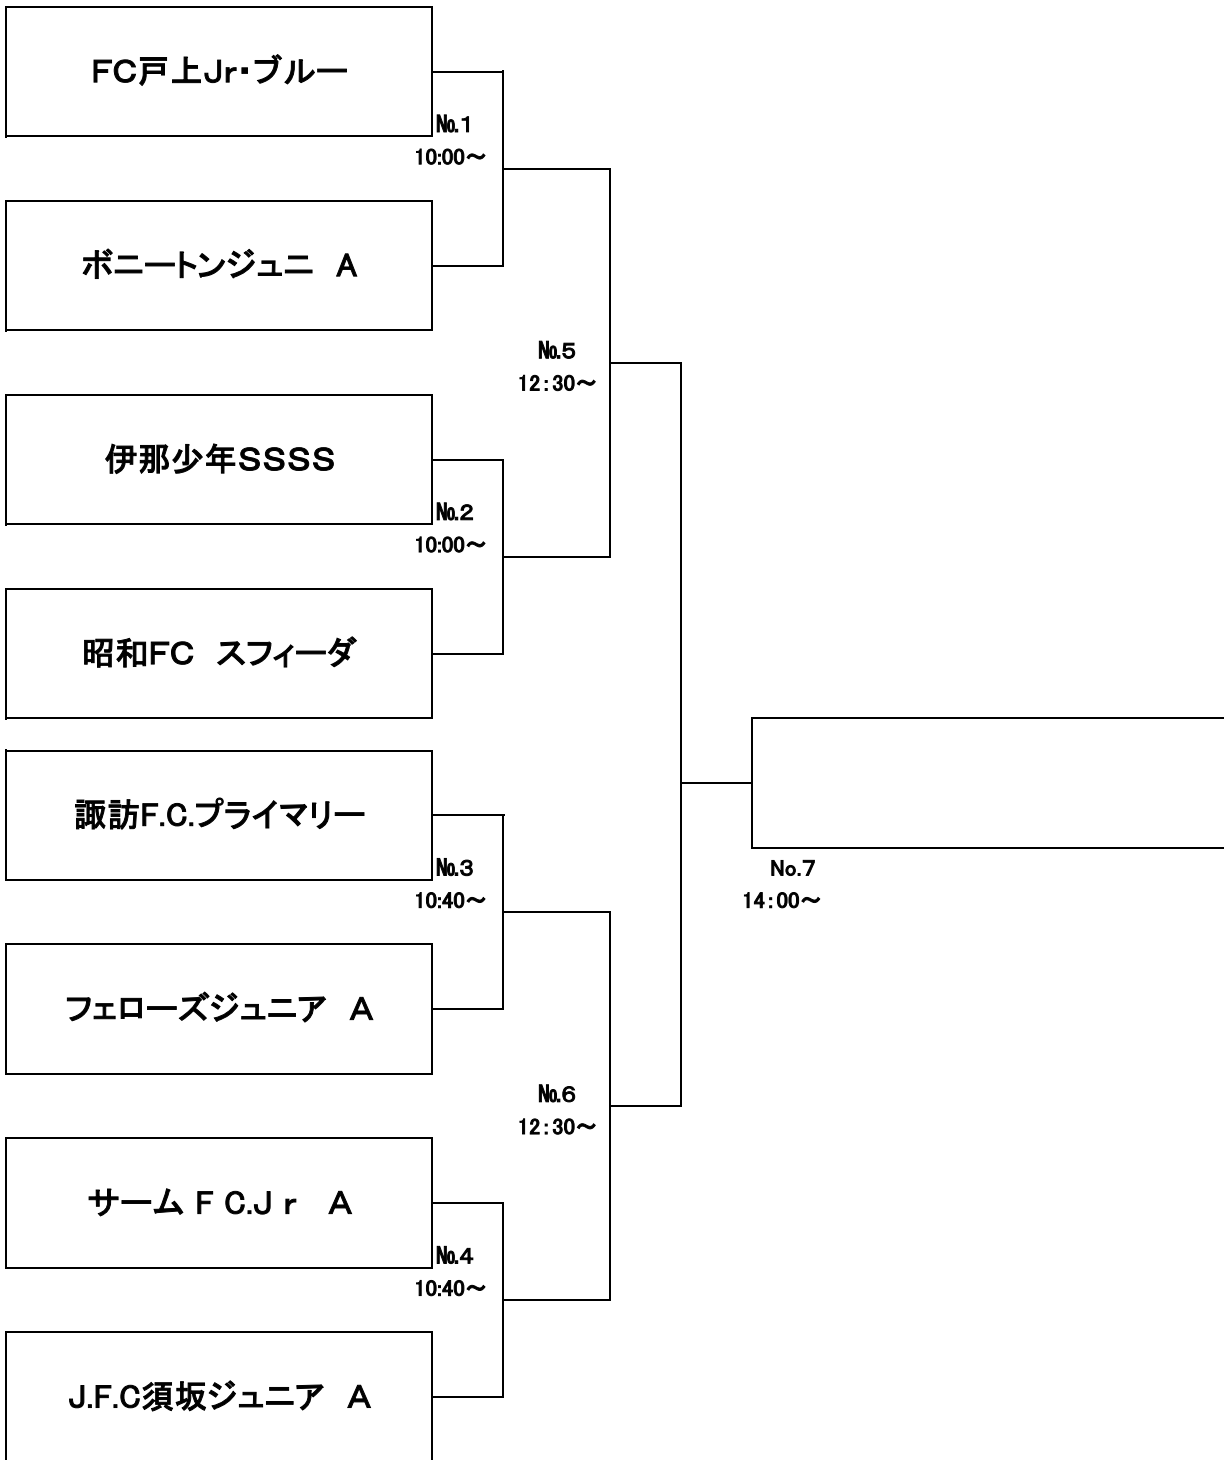 FC戸上Jr・ブルー
№.1
10:00～
ボニートンジュニ　A
№.5
12：30～
伊那少年SSSS
№.2
10:00～
昭和FC　スフィーダ
諏訪F.C.プライマリー
№.3
10:40～
No.7
14：00～
フェローズジュニア　A
№.6
12：30～
サーム F C.J r　A
№.4
10:40～
J.F.C須坂ジュニア　A